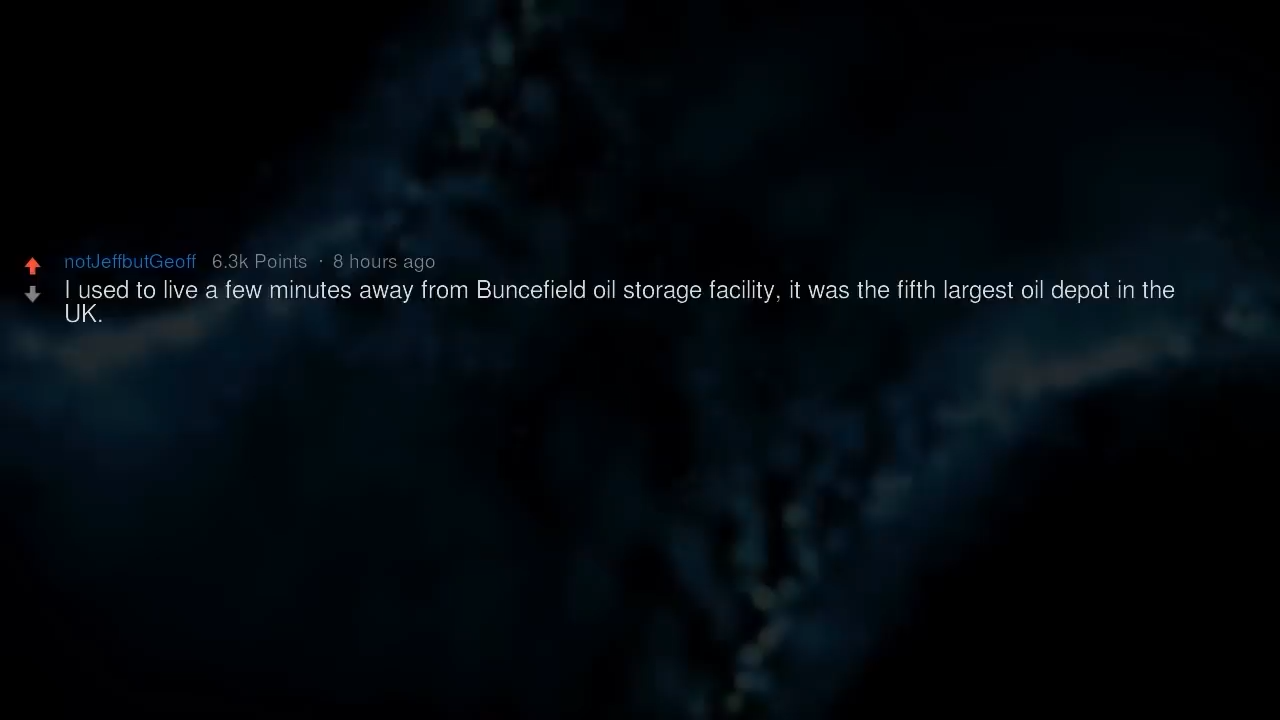 notJeffbutGeoff 6.3k Points · 8 hours ago
I used to live a few minutes away from Buncefield oil storage facility, it was the fifth largest oil depot in the
UK.